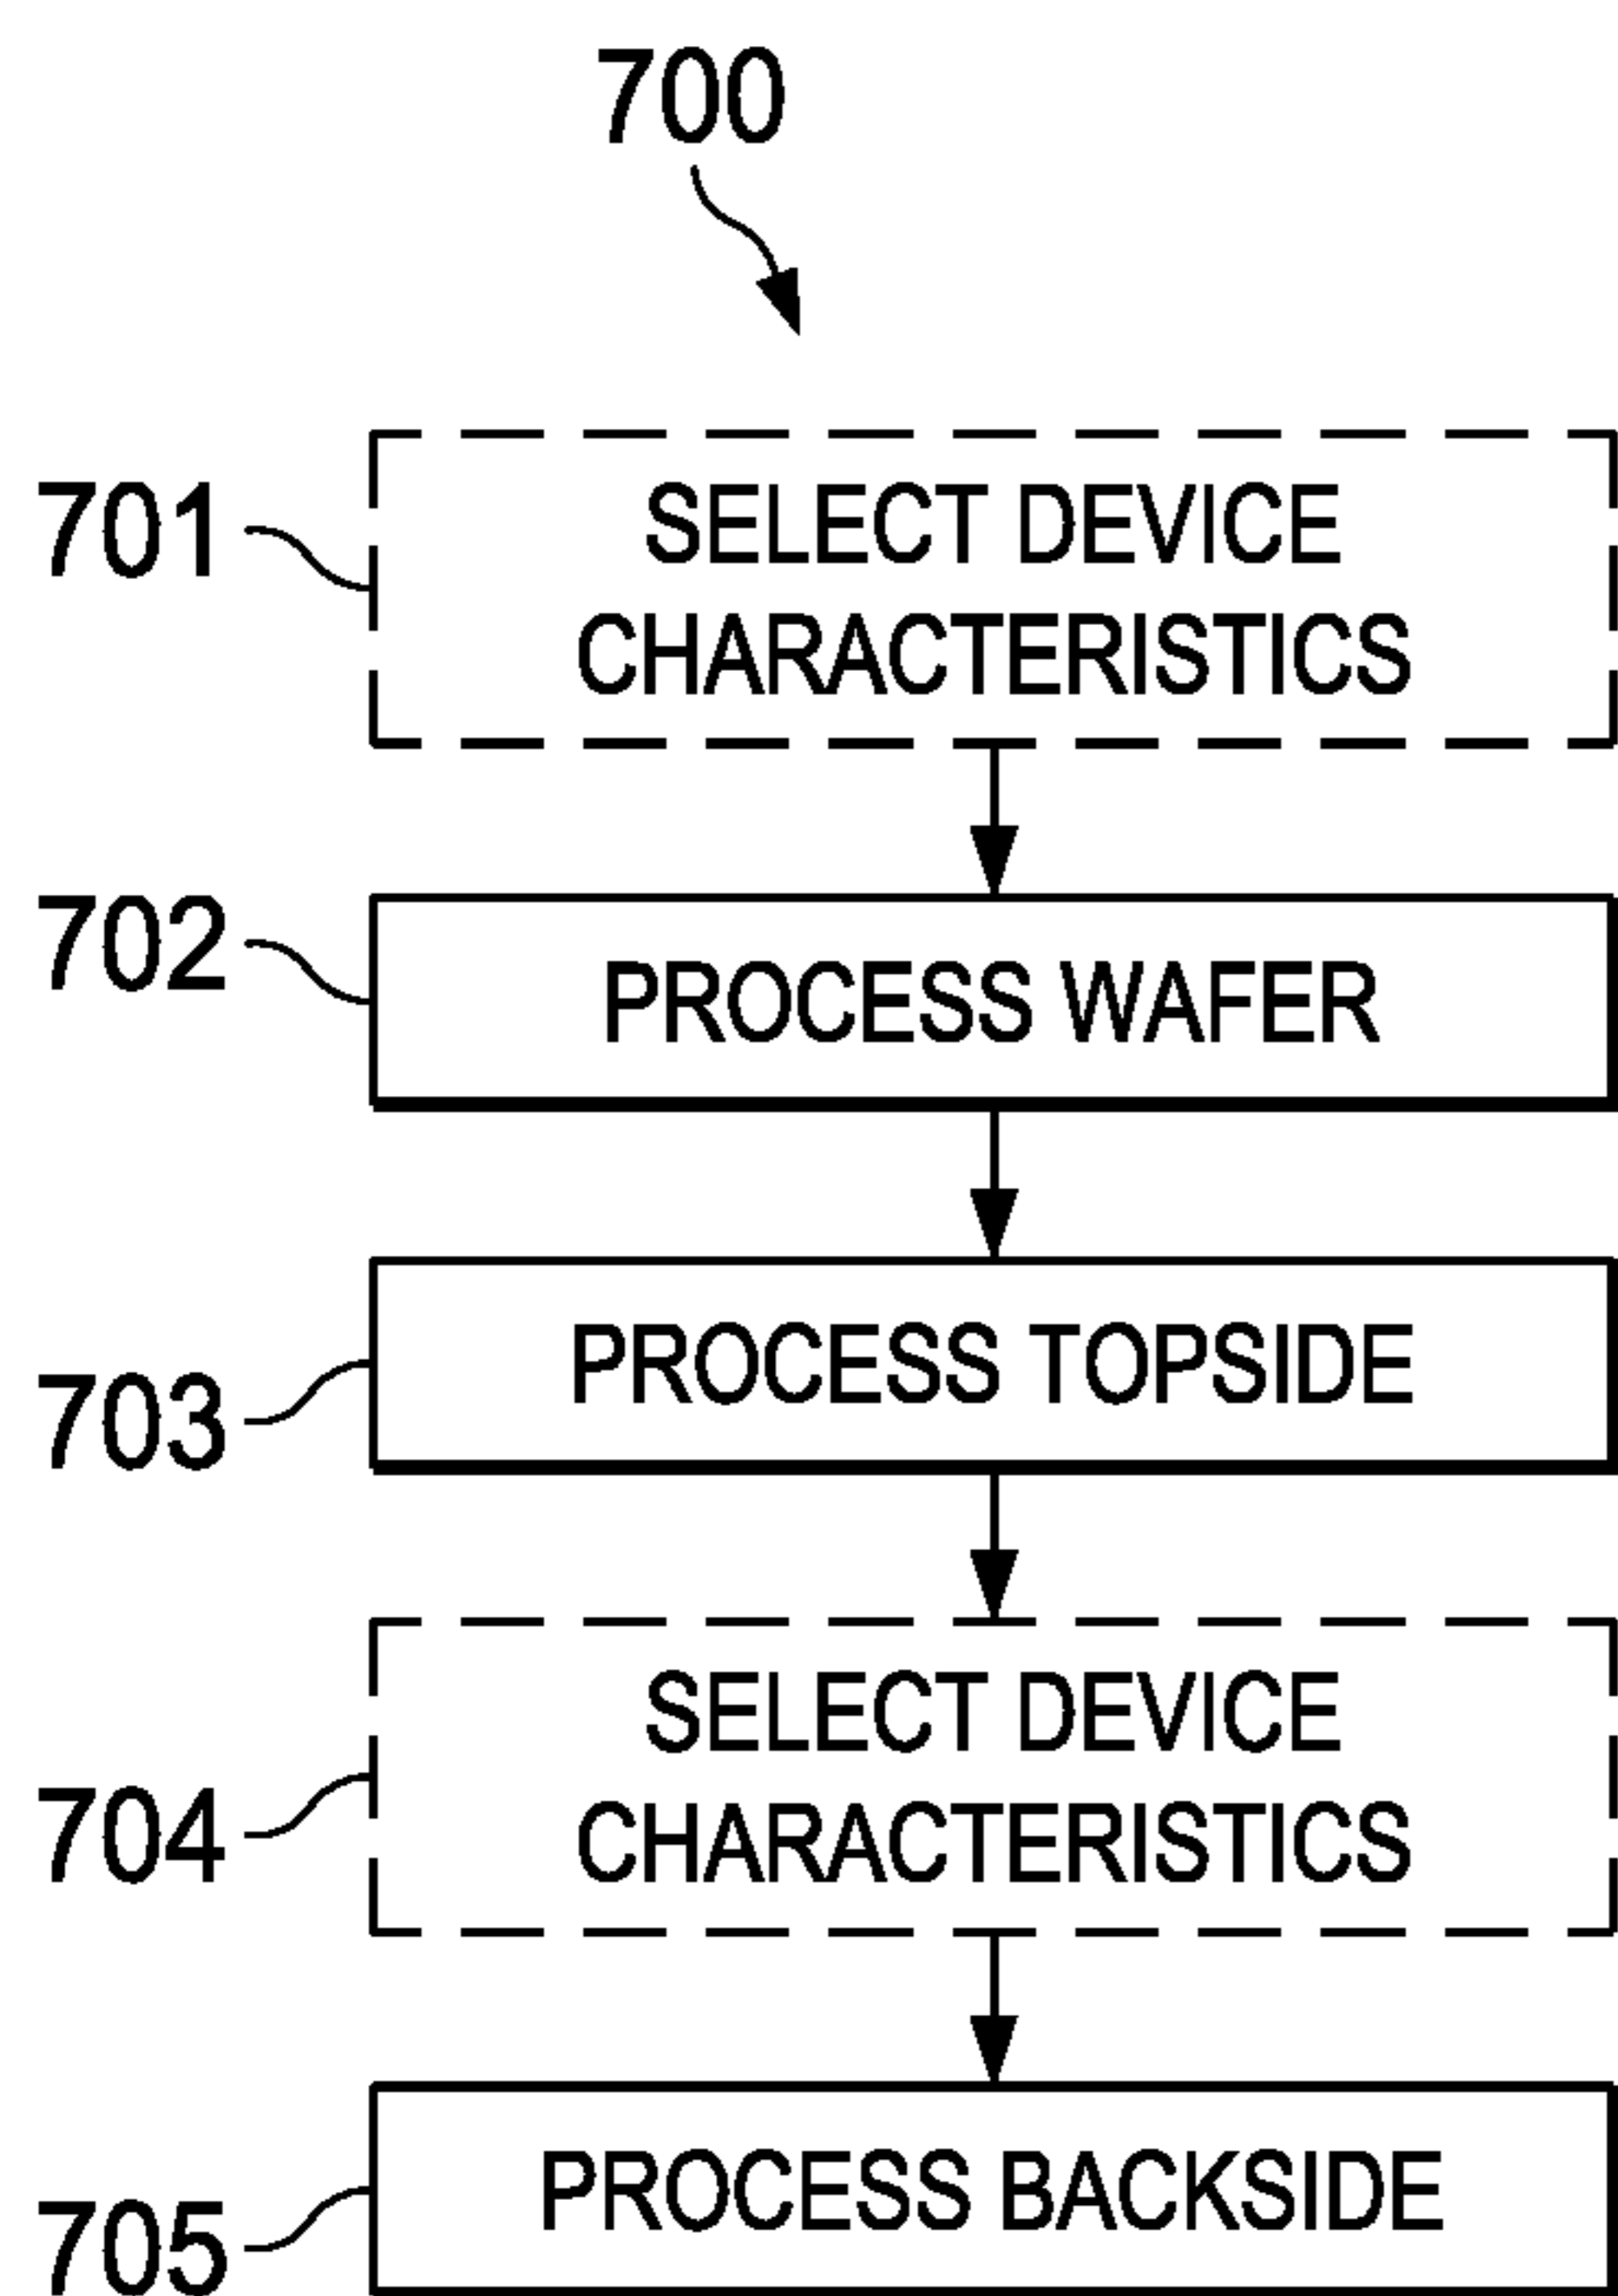 700
701
SELECT DEVICE
CHARACTERISTICS
702
PROCESS WAFER
703
PROCESS TOPSIDE
704
SELECT DEVICE
CHARACTERISTICS
705
PROCESS BACKSIDE